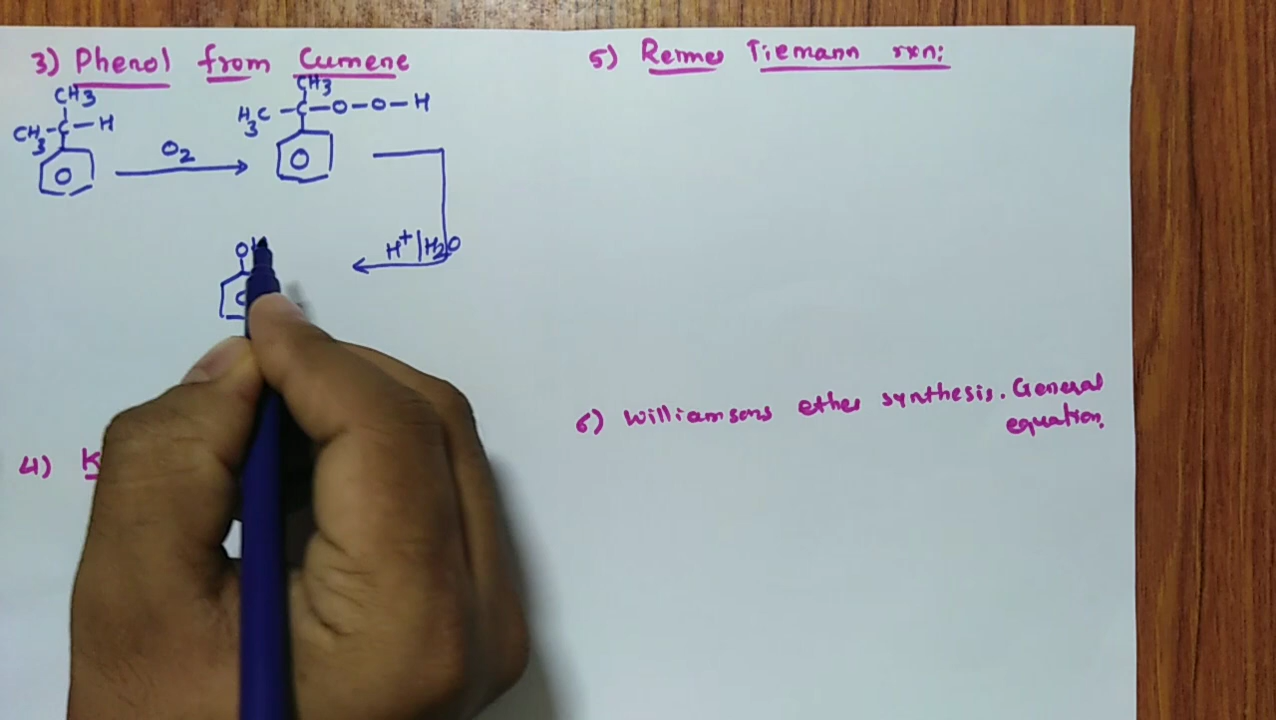 3) Phenol from Cumene
CH3
CH3-C-H
O2
CH3
H3C-C-O-O-H
H+/H2O
O
4) K
5) Reimer Tiemann rxn:
6) Williamsons ether synthesis. General
equation.